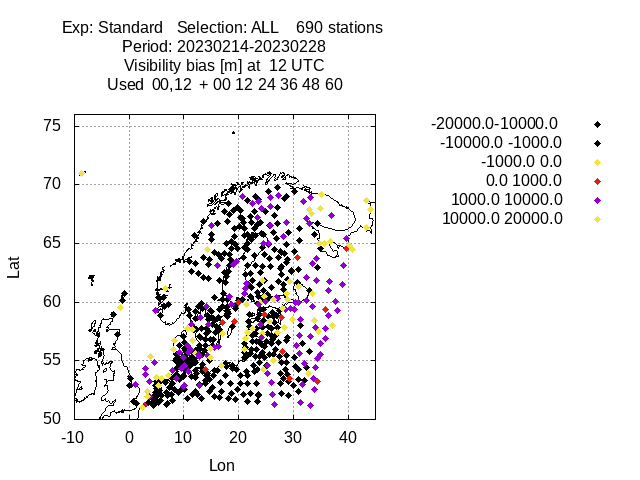 Exp: Standard   Selection: ALL    690 stations
Period: 20230214-20230228
Visibility bias [m] at  12 UTC
Used  00,12  + 00 12 24 36 48 60
-20000.0-10000.0
-10000.0 -1000.0
-1000.0 0.0
0.0 1000.0
1000.0 10000.0
10000.0 20000.0
75
70
65
60
55
50
Lat
-10 0 10 20 30 40
Lon